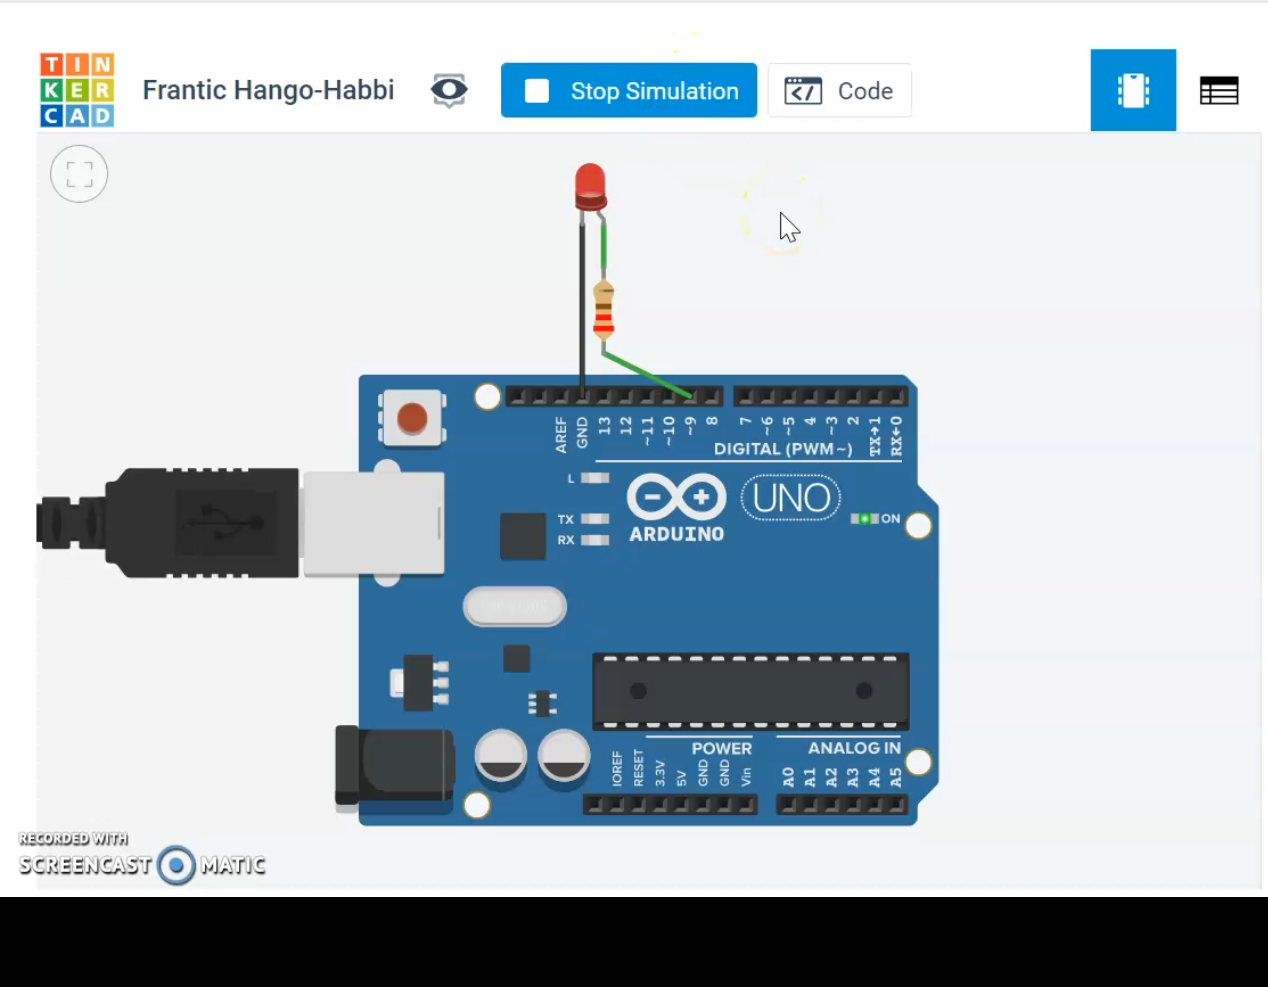 TIN
KER
CAD
Frantic Hango-Habbi
Stop Simulation
Code
AREF
GND
13
12
~11
~10
~9
8
7
~6
~5
4
~3
2
TX→1
RX←0
DIGITAL (PWM~)
L
TX
RX
ARDUINO
UNO
ON
POWER
ANALOG IN
IOREF
RESET
3.3V
5V
GND
GND
Vin
A0
A1
A2
A3
A4
A5
RECORDED WITH
SCREENCAST MATIC